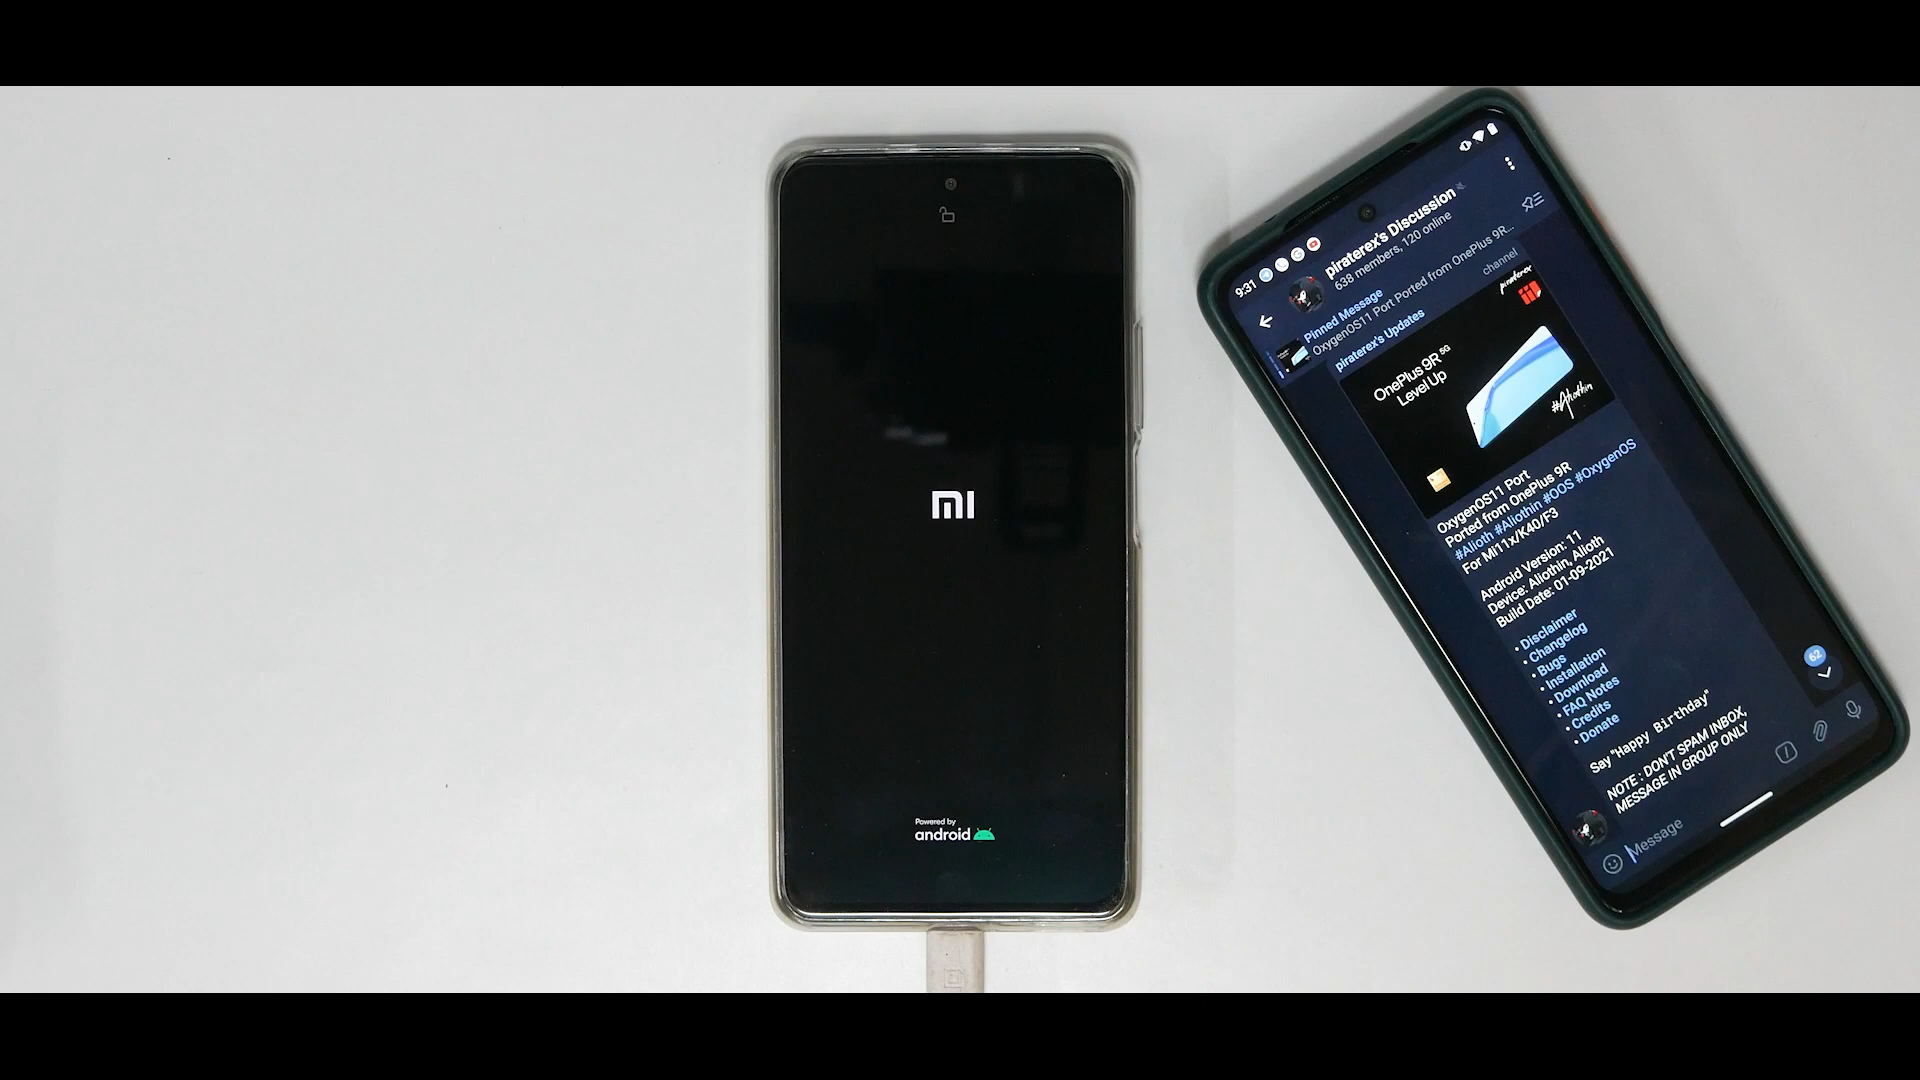 MI
Powered by
android
9:31
piraterex's Discussion
638 members, 120 online
Pinned Message
OxygenOS11 Port Ported from OnePlus 9R...
piraterex's Updates
channel
piraterex
OnePlus 9R 5G
Level Up
#Aliothin
OxygenOS11 Port
Ported from OnePlus 9R
#Alioth #Aliothin #OOS #OxygenOS
For Mi11x/K40/F3
Android Version: 11
Device: Aliothin, Alioth
Build Date: 01-09-2021
• Disclaimer
• Changelog
• Bugs
• Installation
• Download
• FAQ Notes
• Credits
• Donate
Say "Happy Birthday"
NOTE : DON'T SPAM INBOX,
MESSAGE IN GROUP ONLY
62
Message